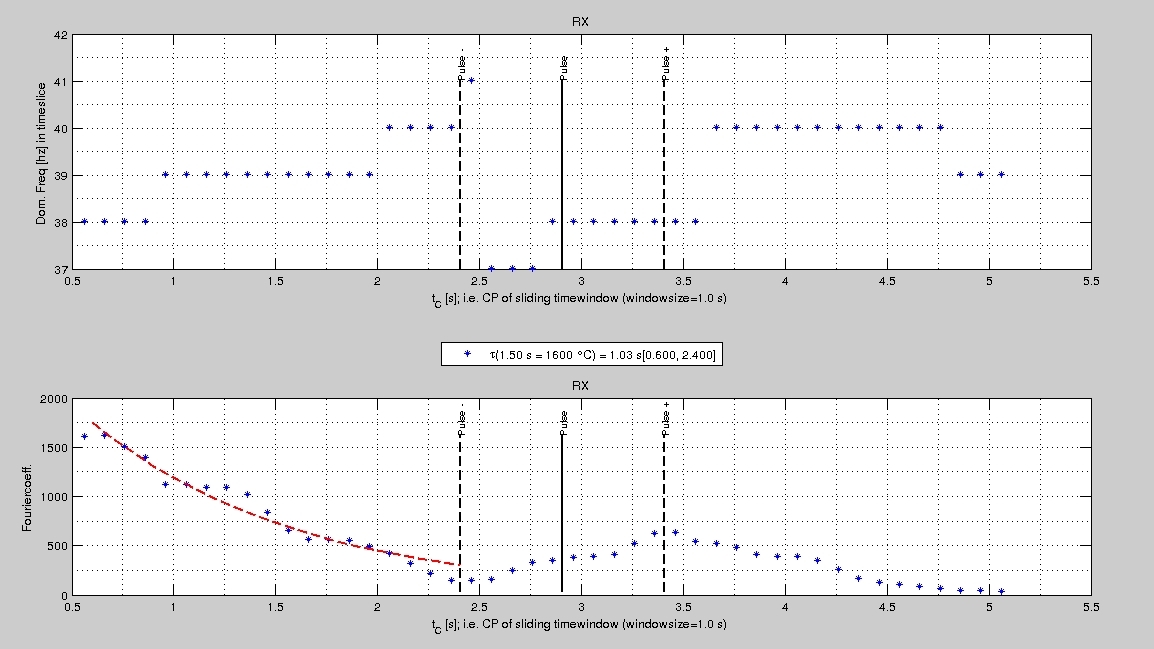 RX
42
41
40
39
38
37
Dom. Freq [hz] in timeslice
Pulse -
Pulse
Pulse +
0.5 1 1.5 2 2.5 3 3.5 4 4.5 5 5.5
tC [s]; i.e. CP of sliding timewindow (windowsize=1.0 s)
τ(1.50 s = 1600 °C) = 1.03 s[0.600, 2.400]
RX
2000
1500
1000
500
0
Fouriercoeff.
Pulse -
Pulse
Pulse +
0.5 1 1.5 2 2.5 3 3.5 4 4.5 5 5.5
tC [s]; i.e. CP of sliding timewindow (windowsize=1.0 s)